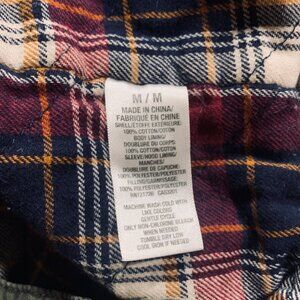 M / M
MADE IN CHINA/
FABRIQUÉ EN CHINE
SHELL/ÉTOFFE EXTÉRIEURE:
100% COTTON/COTON
BODY LINING/
DOUBLURE DU CORPS:
100% COTTON/COTON
SLEEVE/HOOD LINING/
MANCHES/
DOUBLURE DE CAPUCHE:
100% POLYESTER/POLYESTER
FILLING/GARNISSAGE:
100% POLYESTER/POLYESTER
MACHINE WASH COLD WITH
LIKE COLORS
GENTLE CYCLE
ONLY NON-CHLORINE BLEACH
WHEN NEEDED
TUMBLE DRY LOW
COOL IRON IF NEEDED